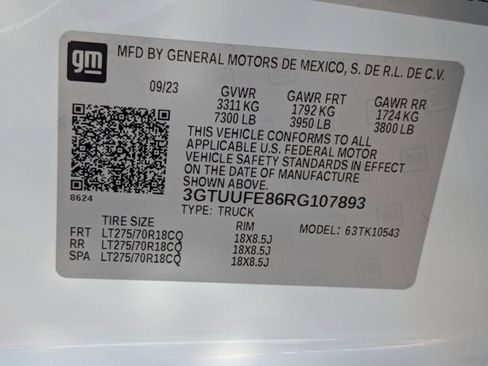 gm
MFD BY GENERAL MOTORS DE MEXICO, S. DE R.L. DE C.V.
09/23 GVWR GAWR FRT GAWR RR
3311 KG 1792 KG 1724 KG
7300 LB 3950 LB 3800 LB
THIS VEHICLE CONFORMS TO ALL
APPLICABLE U.S. FEDERAL MOTOR
VEHICLE SAFETY STANDARDS IN EFFECT
ON THE DATE OF MANUFACTURE
SHOWN ABOVE
8624 3GTUUFE86RG107893
TYPE: TRUCK
TIRE SIZE RIM MODEL: 63TK10543
FRT LT275/70R18CQ 18X8.5J
RR LT275/70R18CQ 18X8.5J
SPA LT275/70R18CQ 18X8.5J